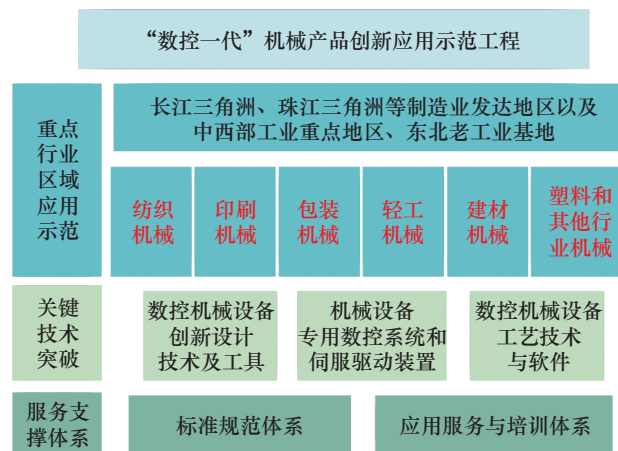 “数控一代”机械产品创新应用示范工程
重点
行业
区域
应用
示范
长江三角洲、珠江三角洲等制造业发达地区以及
中西部工业重点地区、东北老工业基地
纺织
机械
印刷
机械
包装
机械
轻工
机械
建材
机械
塑料和
其他行
业机械
关键
技术
突破
数控机械设备
创新设计
技术及工具
机械设备
专用数控系统和
伺服驱动装置
数控机械设备
工艺技术
与软件
服务支
撑体系
标准规范体系
应用服务与培训体系